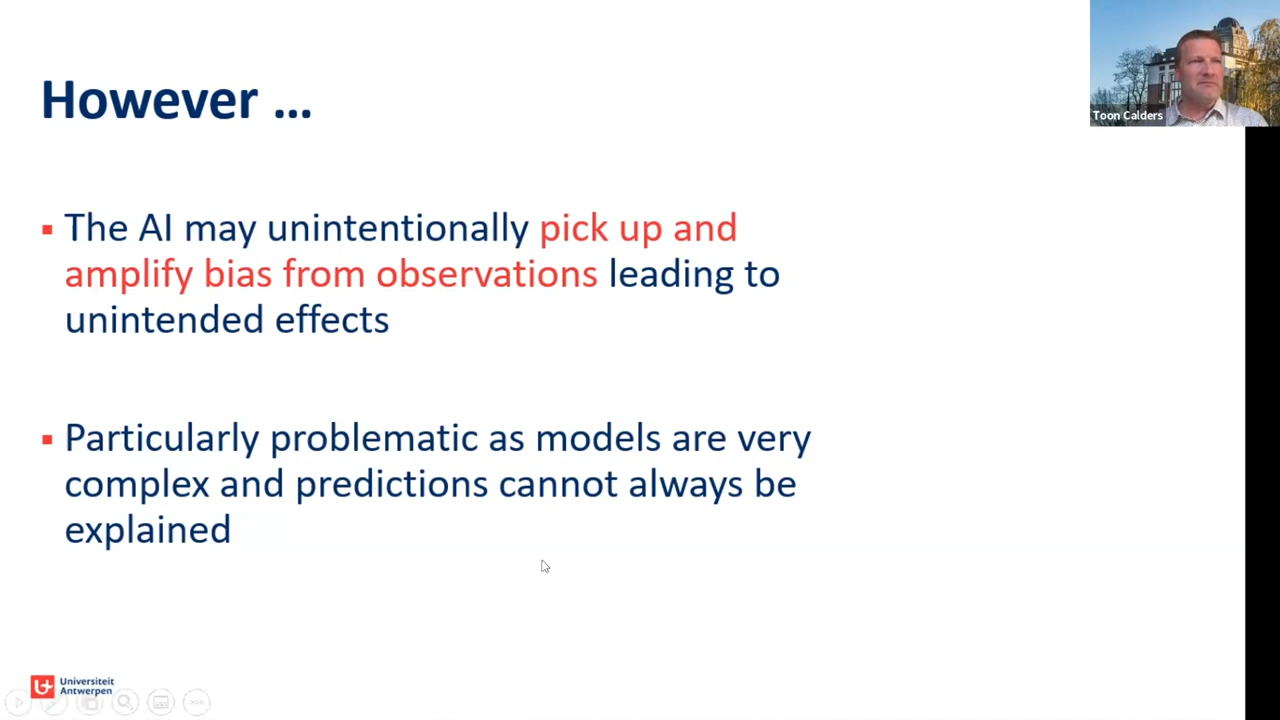 However ...
Toon Calders
▪ The AI may unintentionally pick up and
amplify bias from observations leading to
unintended effects
▪ Particularly problematic as models are very
complex and predictions cannot always be
explained
Universiteit
Antwerpen